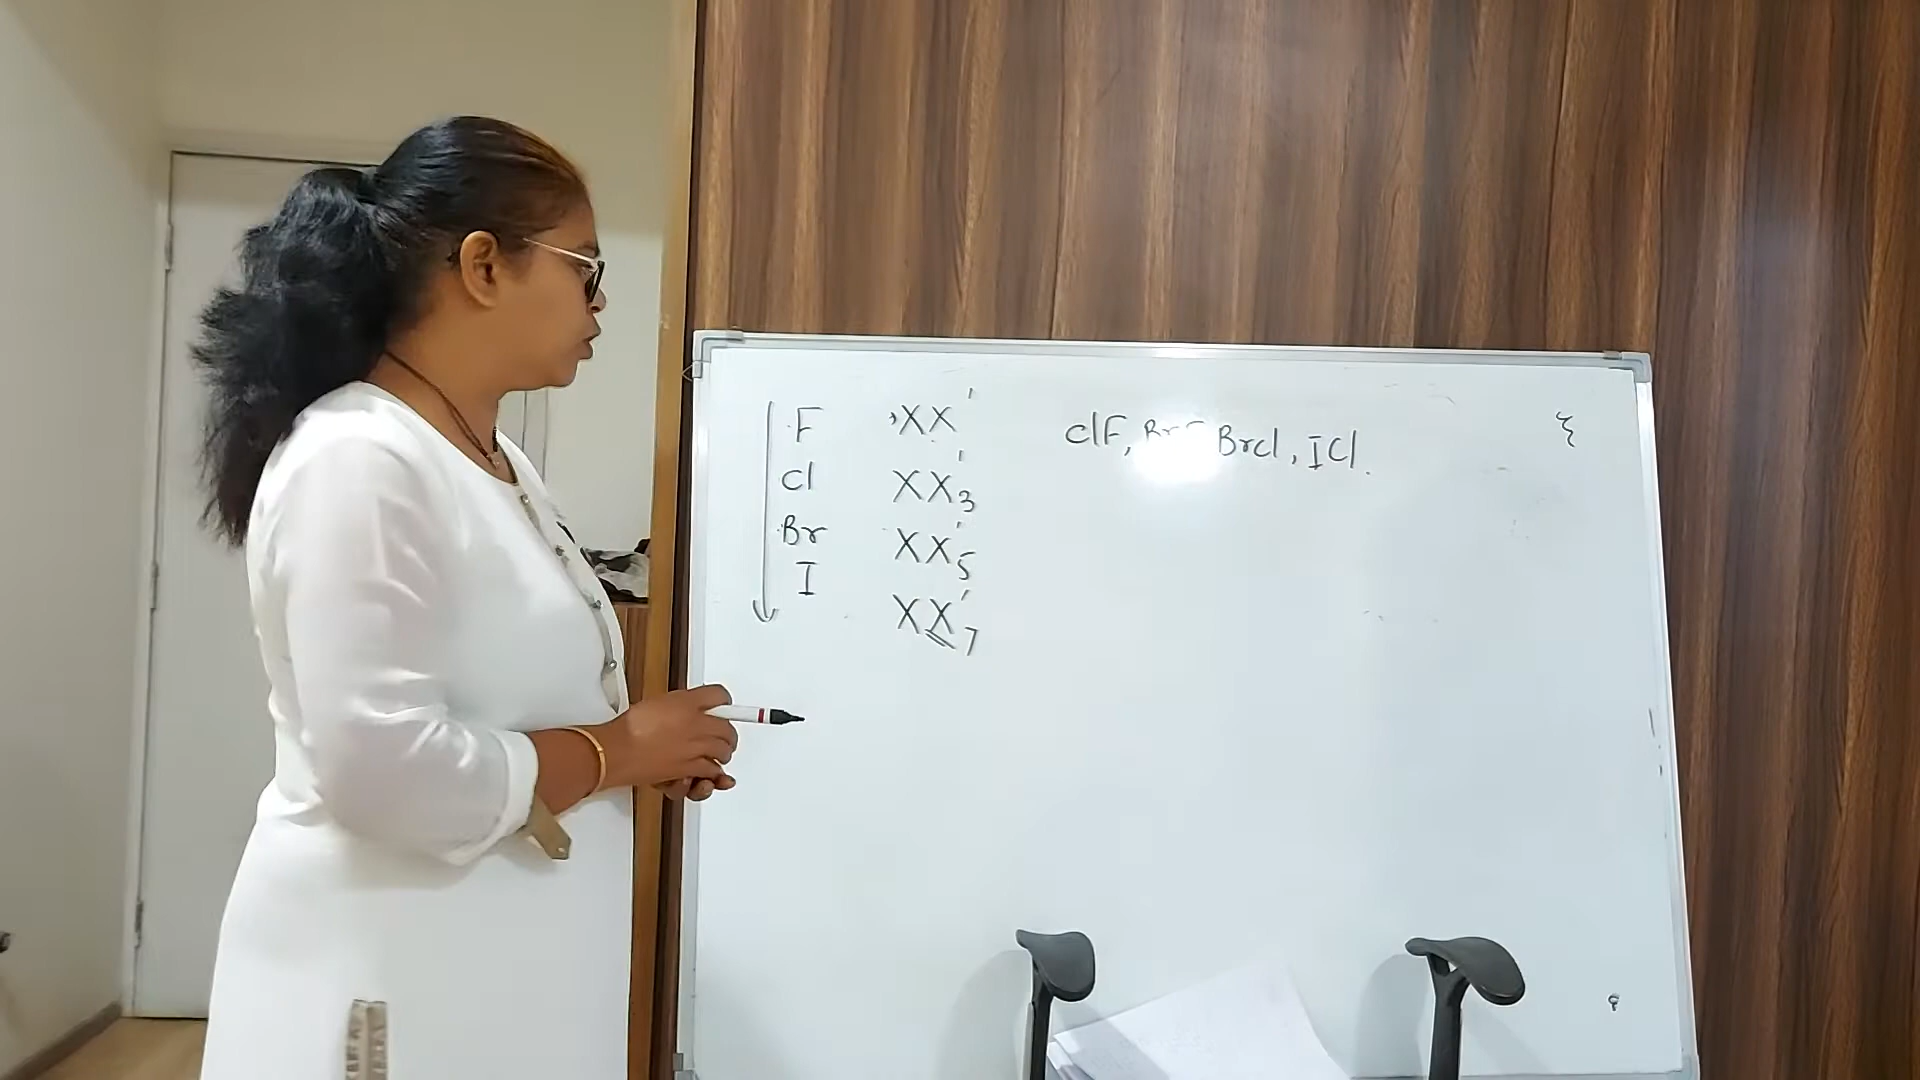 F
Cl
Br
I
XX'
XX'3
XX'5
XX'7
ClF, BrCl, ICl.